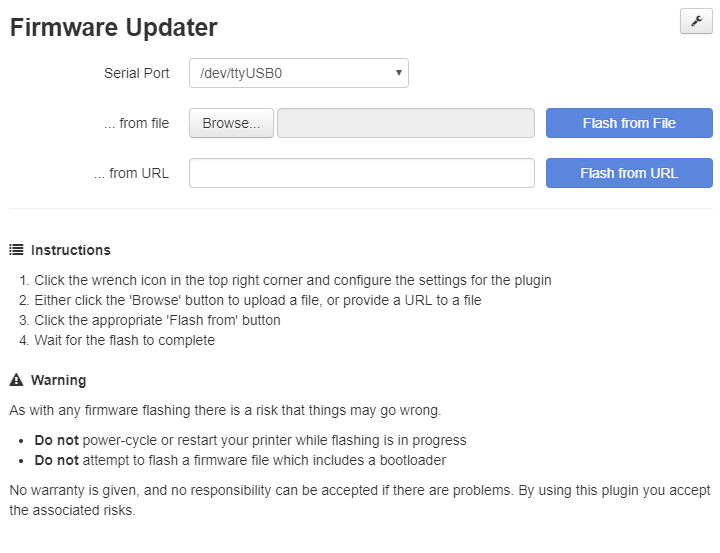 Firmware Updater
Serial Port /dev/ttyUSB0
... from file Browse... Flash from File
... from URL Flash from URL
Instructions
1. Click the wrench icon in the top right corner and configure the settings for the plugin
2. Either click the 'Browse' button to upload a file, or provide a URL to a file
3. Click the appropriate 'Flash from' button
4. Wait for the flash to complete
Warning
As with any firmware flashing there is a risk that things may go wrong.
• Do not power-cycle or restart your printer while flashing is in progress
• Do not attempt to flash a firmware file which includes a bootloader
No warranty is given, and no responsibility can be accepted if there are problems. By using this plugin you accept
the associated risks.